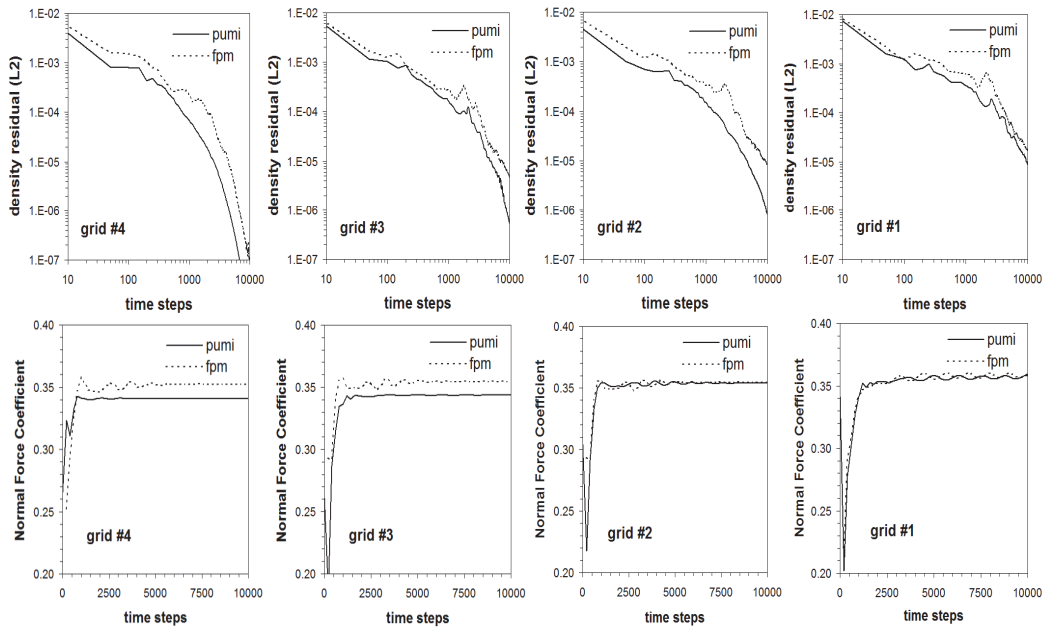 density residual (L2)
1.E-02
1.E-03
1.E-04
1.E-05
1.E-06
1.E-07
pumi
fpm
grid #4
10
100
1000
10000
time steps
density residual (L2)
1.E-02
1.E-03
1.E-04
1.E-05
1.E-06
1.E-07
pumi
fpm
grid #3
10
100
1000
10000
time steps
density residual (L2)
1.E-02
1.E-03
1.E-04
1.E-05
1.E-06
1.E-07
pumi
fpm
grid #2
10
100
1000
10000
time steps
density residual (L2)
1.E-02
1.E-03
1.E-04
1.E-05
1.E-06
1.E-07
pumi
fpm
grid #1
10
100
1000
10000
time steps
Normal Force Coefficient
0.40
0.35
0.30
0.25
0.20
pumi
fpm
grid #4
0
2500
5000
7500
10000
time steps
Normal Force Coefficient
0.40
0.35
0.30
0.25
0.20
pumi
fpm
grid #3
0
2500
5000
7500
10000
time steps
Normal Force Coefficient
0.40
0.35
0.30
0.25
0.20
pumi
fpm
grid #2
0
2500
5000
7500
10000
time steps
Normal Force Coefficient
0.40
0.35
0.30
0.25
0.20
pumi
fpm
grid #1
0
2500
5000
7500
10000
time steps